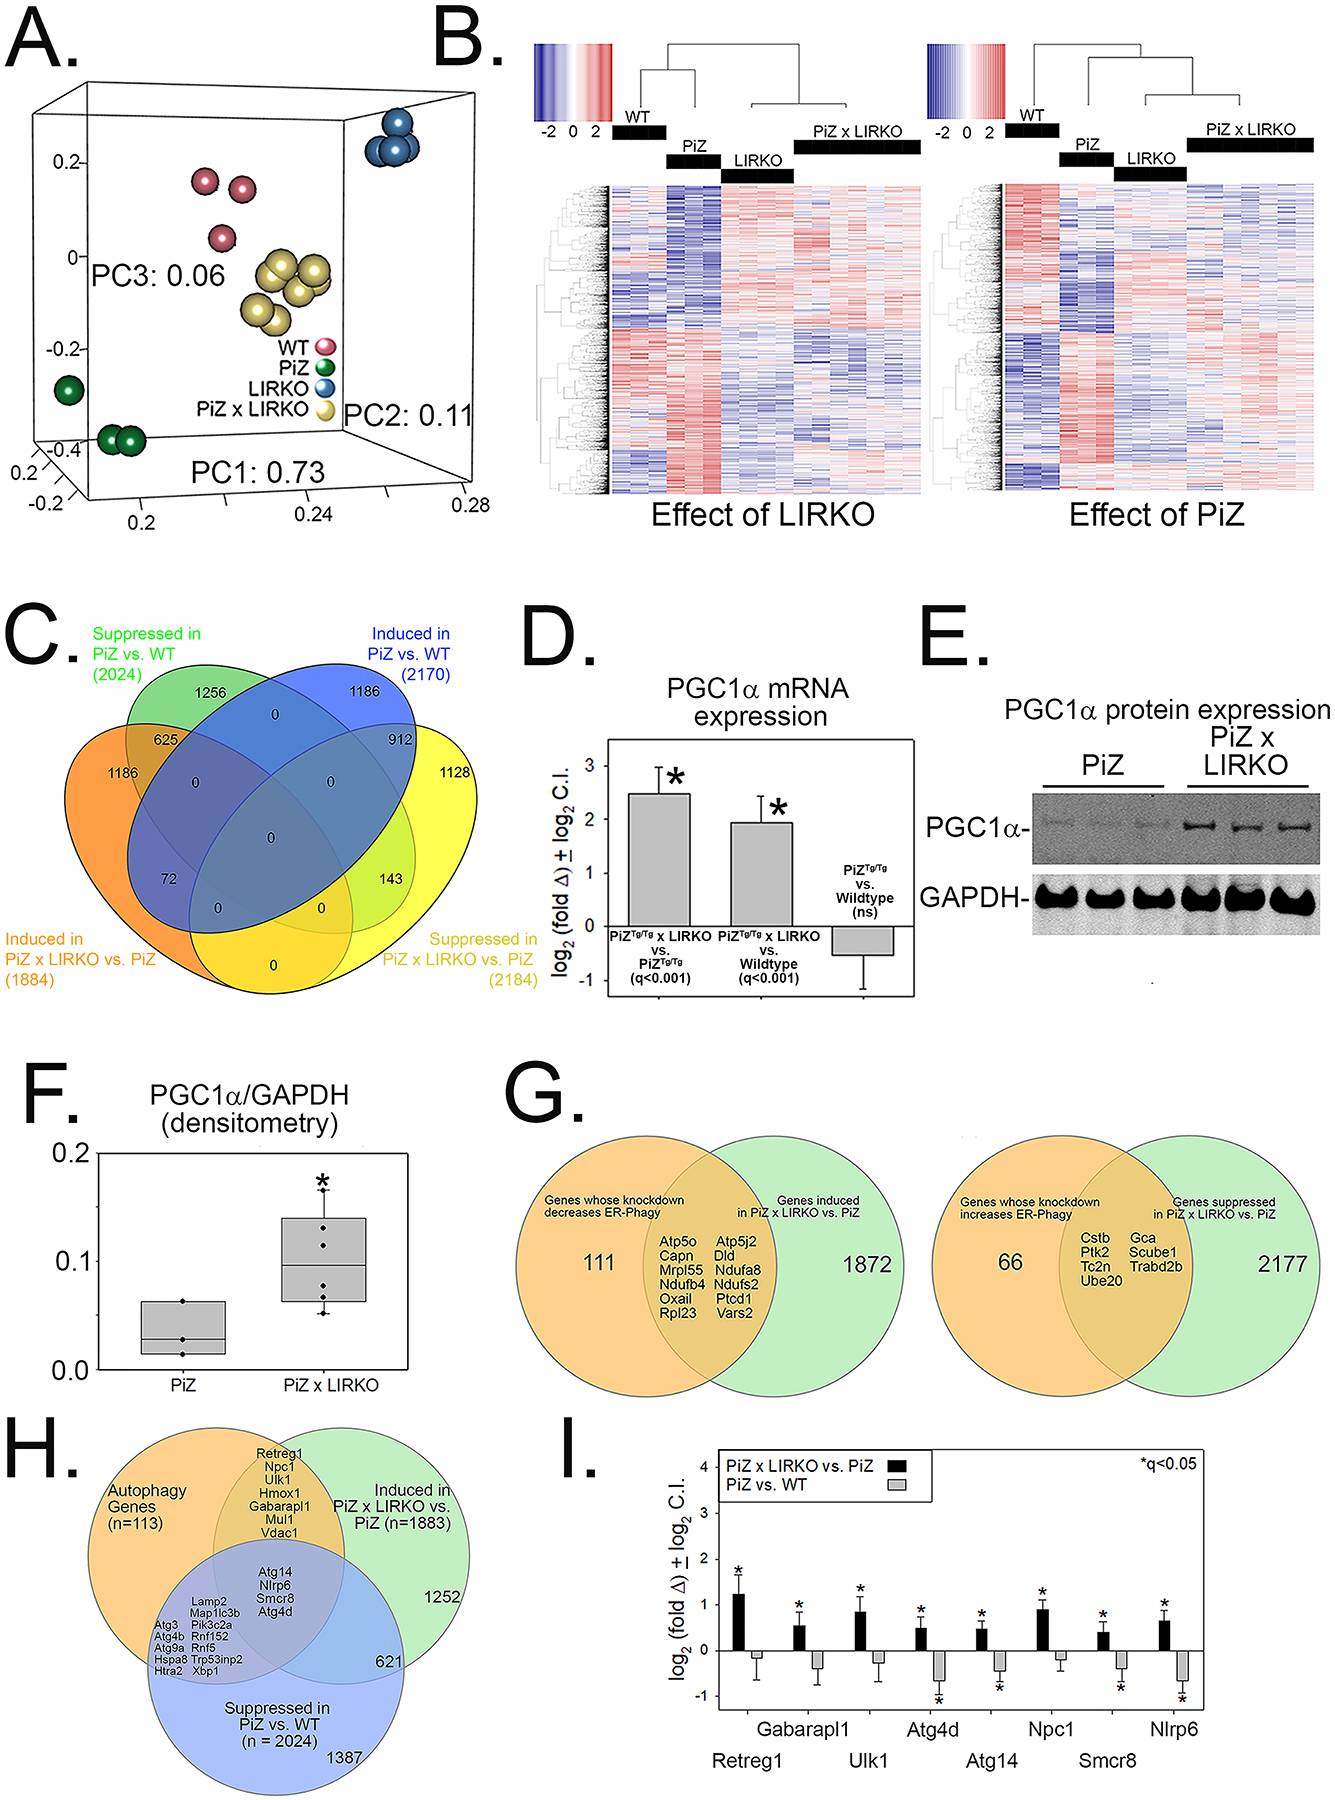 A.
0.2
0
-0.2
-0.4
PC3: 0.06
WT
PiZ
LIRKO
PiZ x LIRKO
PC2: 0.11
PC1: 0.73
0.2
-0.2
0.2
0.24
0.28
B.
-2 0 2
WT
PiZ
LIRKO
PiZ x LIRKO
Effect of LIRKO
-2 0 2
WT
PiZ
LIRKO
PiZ x LIRKO
Effect of PiZ
C.
Suppressed in
PiZ vs. WT
(2024)
Induced in
PiZ vs. WT
(2170)
1256
1186
0
625
912
1186
1128
0
0
0
72
143
0
0
0
Induced in
PiZ x LIRKO vs. PiZ
(1884)
Suppressed in
PiZ x LIRKO vs. PiZ
(2184)
D.
PGC1α mRNA
expression
log2 (fold Δ) ± log2 C.I.
3
2
1
0
-1
*
*
PiZTg/Tg x LIRKO
vs.
PiZTg/Tg
(q<0.001)
PiZTg/Tg x LIRKO
vs.
Wildtype
(q<0.001)
PiZTg/Tg
vs.
Wildtype
(ns)
E.
PGC1α protein expression
PiZ
PiZ x
LIRKO
PGC1α-
GAPDH-
F.
PGC1α/GAPDH
(densitometry)
0.2
0.1
0.0
*
PiZ
PiZ x LIRKO
G.
Genes whose knockdown
decreases ER-Phagy
Genes induced
in PiZ x LIRKO vs. PiZ
111
Atp5o Atp5j2
Capn Dld
Mrpl55 Ndufa8
Ndufb4 Ndufs2
Oxail Ptcd1
Rpl23 Vars2
1872
Genes whose knockdown
increases ER-Phagy
Genes suppressed
in PiZ x LIRKO vs. PiZ
66
Cstb Gca
Ptk2 Scube1
Tc2n Trabd2b
Ube20
2177
H.
Autophagy
Genes
(n=113)
Retreg1
Npc1
Ulk1
Hmox1
Gabarapl1
Mul1
Vdac1
Induced in
PiZ x LIRKO vs.
PiZ (n=1883)
Atg14
Nlrp6
Smcr8
Atg4d
1252
Lamp2
Map1lc3b
Atg3 Pik3c2a
Atg4b Rnf152
Atg9a Rnf5
Hspa8 Trp53inp2
Htra2 Xbp1
621
Suppressed in
PiZ vs. WT
(n = 2024)
1387
I.
PiZ x LIRKO vs. PiZ
PiZ vs. WT
*q<0.05
log2 (fold Δ) ± log2 C.I.
4
3
2
1
0
-1
* * * * * * * *
* * * *
Gabarapl1 Atg4d Npc1 Nlrp6
Retreg1 Ulk1 Atg14 Smcr8